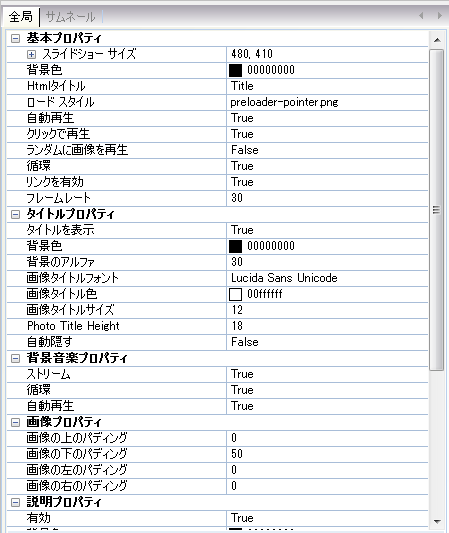 全局 サムネール
基本プロパティ
スライドショー サイズ 480, 410
背景色 00000000
Htmlタイトル Title
ロード スタイル preloader-pointer.png
自動再生 True
クリックで再生 True
ランダムに画像を再生 False
循環 True
リンクを有効 True
フレームレート 30
タイトルプロパティ
タイトルを表示 True
背景色 00000000
背景のアルファ 30
画像タイトルフォント Lucida Sans Unicode
画像タイトル色 00ffffff
画像タイトルサイズ 12
Photo Title Height 18
自動隠す False
背景音楽プロパティ
ストリーム True
循環 True
自動再生 True
画像プロパティ
画像の上のパディング 0
画像の下のパディング 50
画像の左のパディング 0
画像の右のパディング 0
説明プロパティ
有効 True